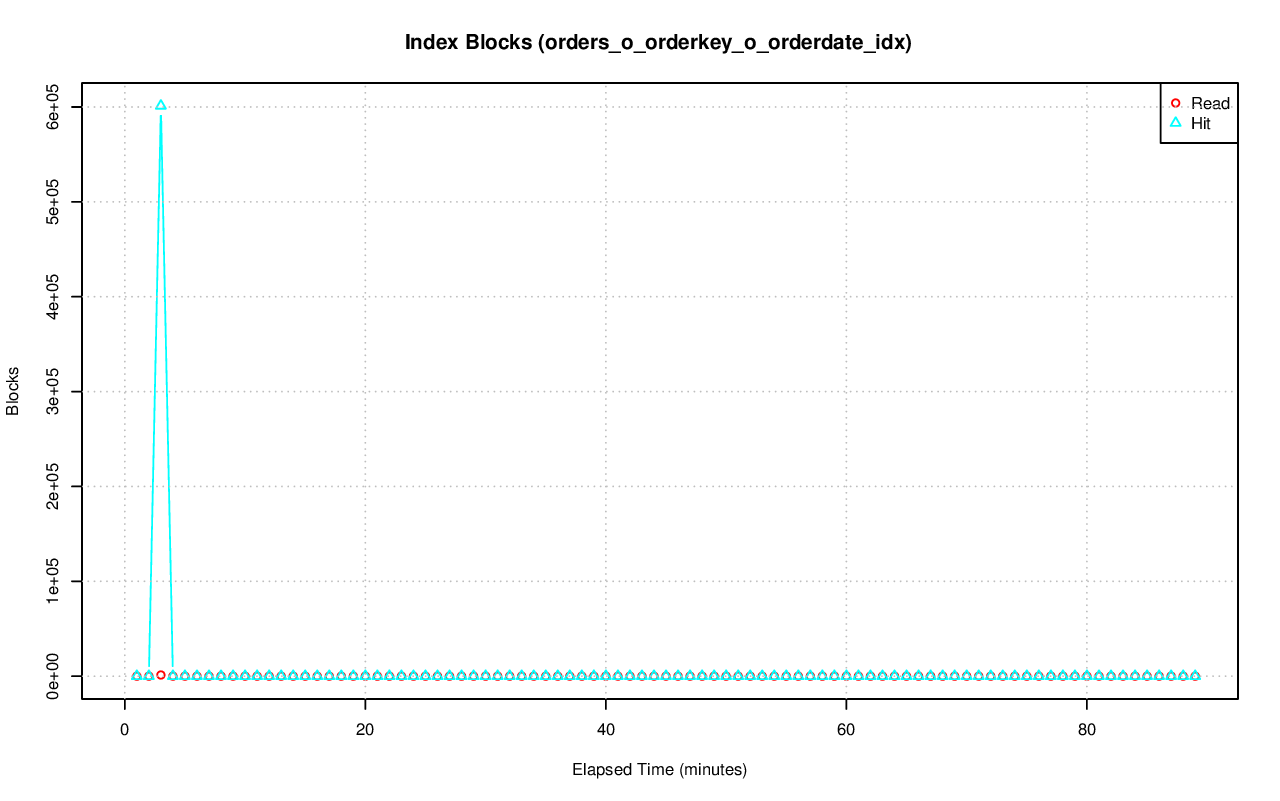 Index Blocks (orders_o_orderkey_o_orderdate_idx)
Read
Hit
6e+05
5e+05
4e+05
3e+05
2e+05
1e+05
0e+00
Blocks
0 20 40 60 80
Elapsed Time (minutes)